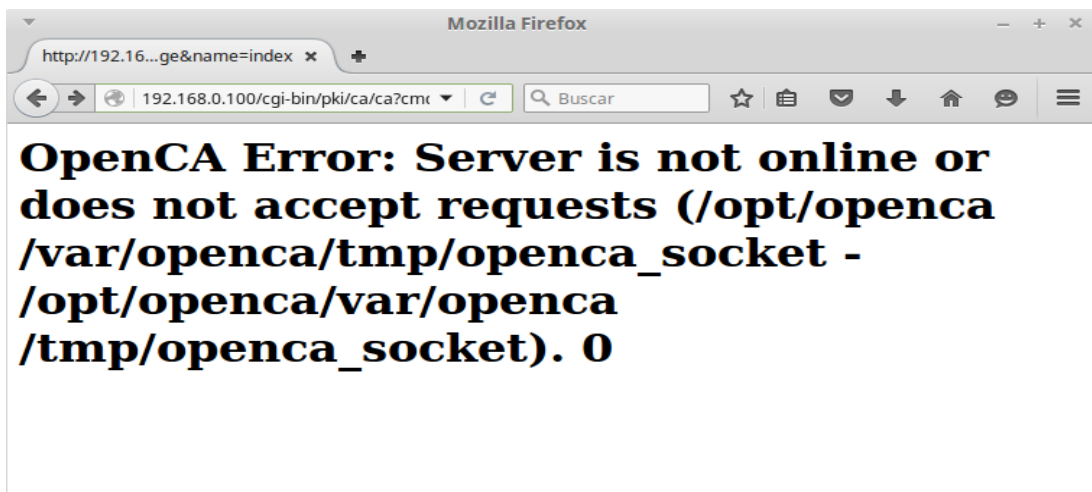 Mozilla Firefox
http://192.16...ge&name=index
192.168.0.100/cgi-bin/pki/ca/ca?cm
Buscar
OpenCA Error: Server is not online or
does not accept requests (/opt/openca
/var/openca/tmp/openca_socket -
/opt/openca/var/openca
/tmp/openca_socket). 0